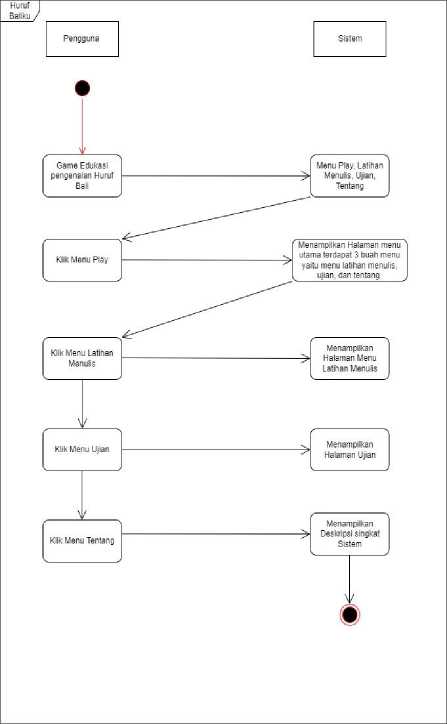 Huruf
Baliku
Pengguna
Sistem
Game Edukasi
pengenalan Huruf
Bali
Menu Play, Latihan
Menulis, Ujian,
Tentang
Klik Menu Play
Menampilkan Halaman menu
utama terdapat 3 buah menu
yaitu menu latihan menulis,
ujian, dan tentang.
Klik Menu Latihan
Menulis
Menampilkan
Halaman Menu
Latihan Menulis
Klik Menu Ujian
Menampilkan
Halaman Ujian
Klik Menu Tentang
Menampilkan
Deskripsi singkat
Sistem